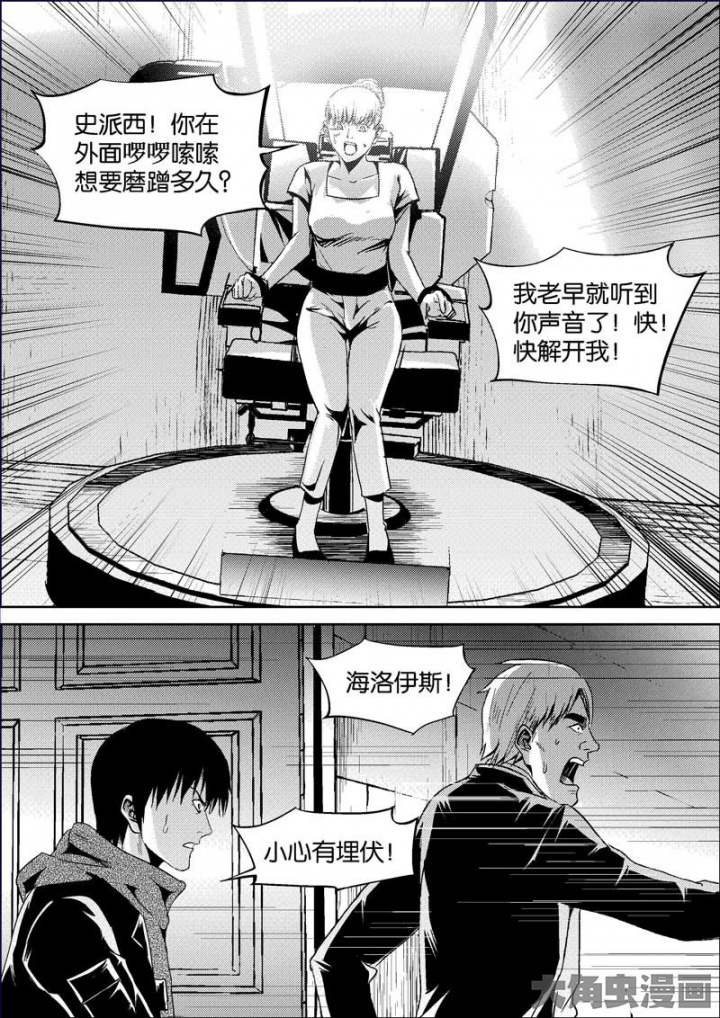 史派西！你在
外面啰啰嗦嗦
想要磨蹭多久？
我老早就听到
你声音了！快！
快解开我！
海洛伊斯！
小心有埋伏！
大角虫漫画